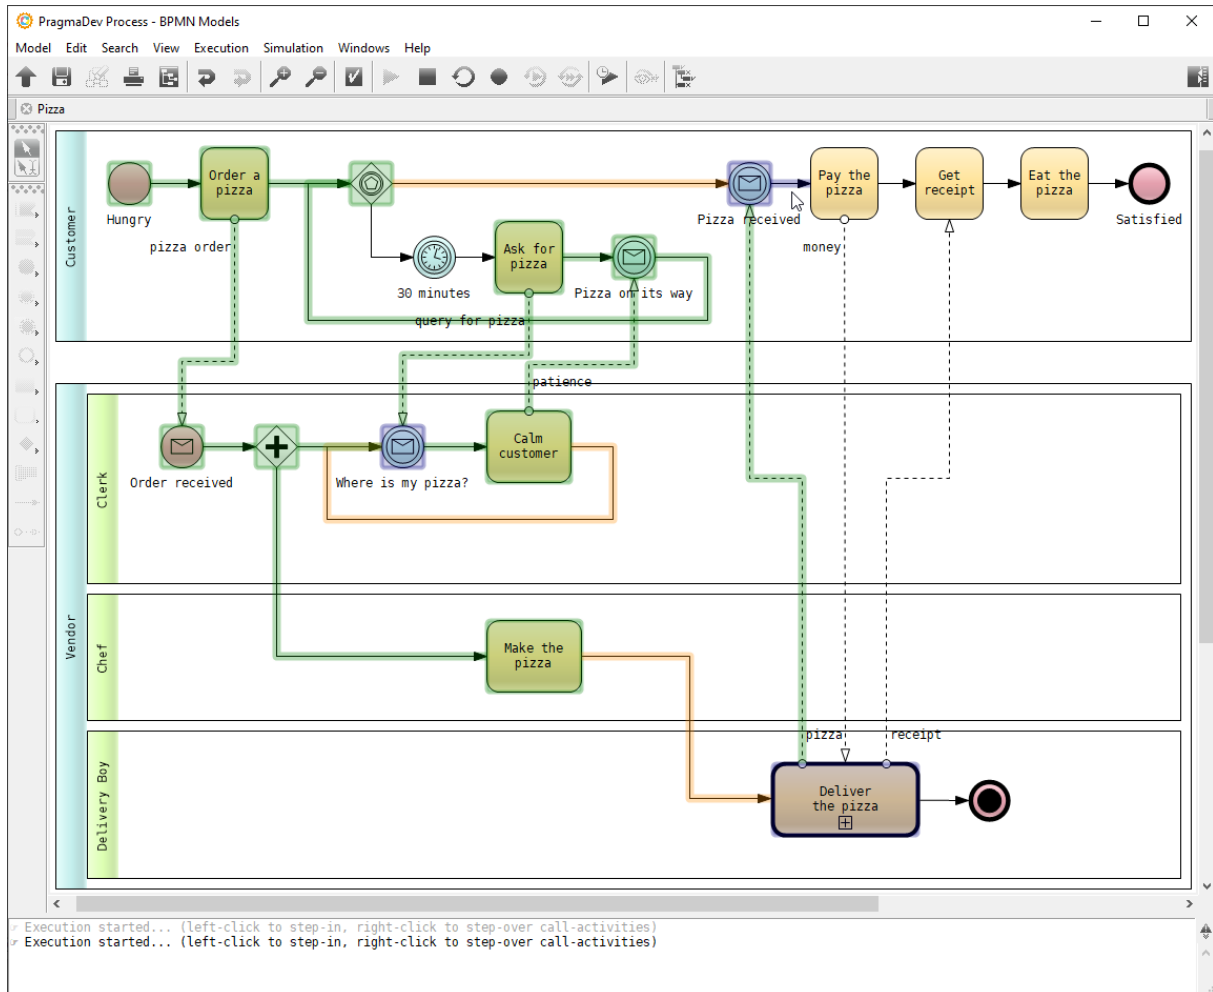 PragmaDev Process - BPMN Models
Model Edit Search View Execution Simulation Windows Help
Pizza
Customer
Hungry
Order a
pizza
pizza order
30 minutes
Ask for
pizza
Pizza on its way
query for pizza
Pizza received
Pay the
pizza
money
Get
receipt
Eat the
pizza
Satisfied
patience
Vendor
Clerk
Order received
Where is my pizza?
Calm
customer
Chef
Make the
pizza
Delivery Boy
pizza
receipt
Deliver
the pizza
Execution started... (left-click to step-in, right-click to step-over call-activities)
Execution started... (left-click to step-in, right-click to step-over call-activities)